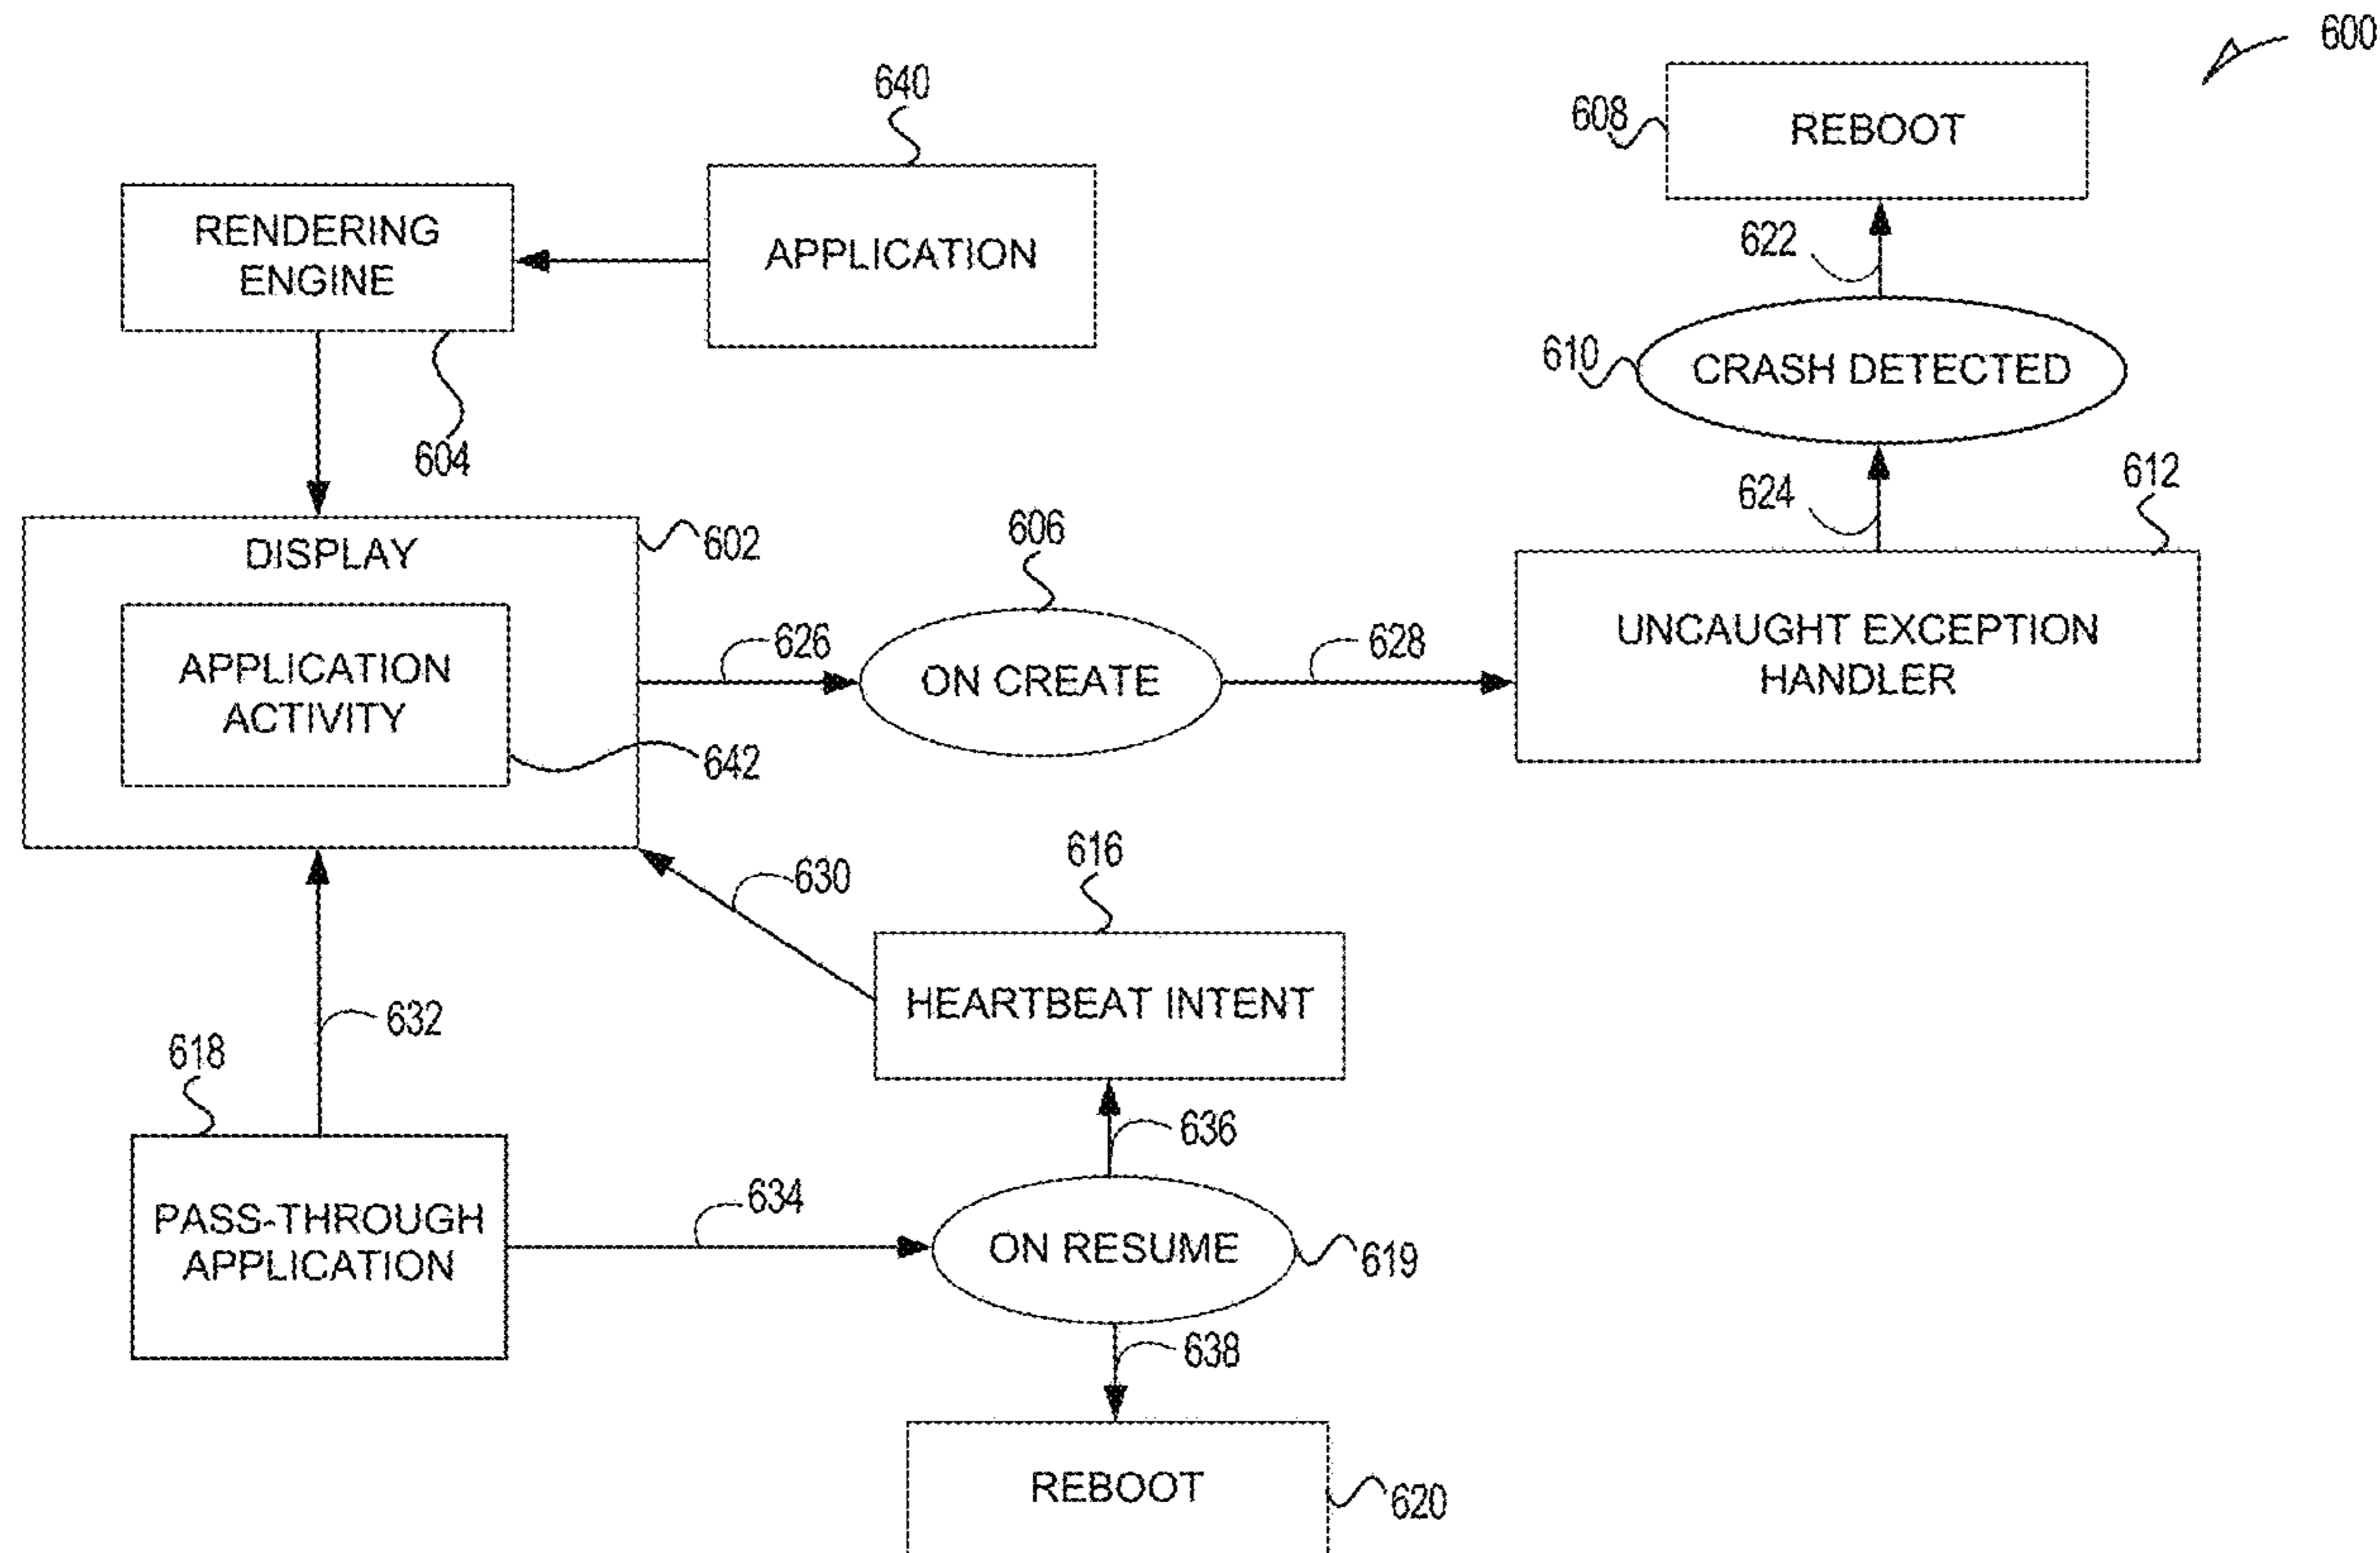 600
640
608
REBOOT
RENDERING
ENGINE
APPLICATION
622
610
CRASH DETECTED
604
612
624
602
606
DISPLAY
626
628
UNCAUGHT EXCEPTION
HANDLER
APPLICATION
ACTIVITY
ON CREATE
642
616
630
HEARTBEAT INTENT
632
618
636
634
PASS-THROUGH
APPLICATION
ON RESUME
619
638
REBOOT
620